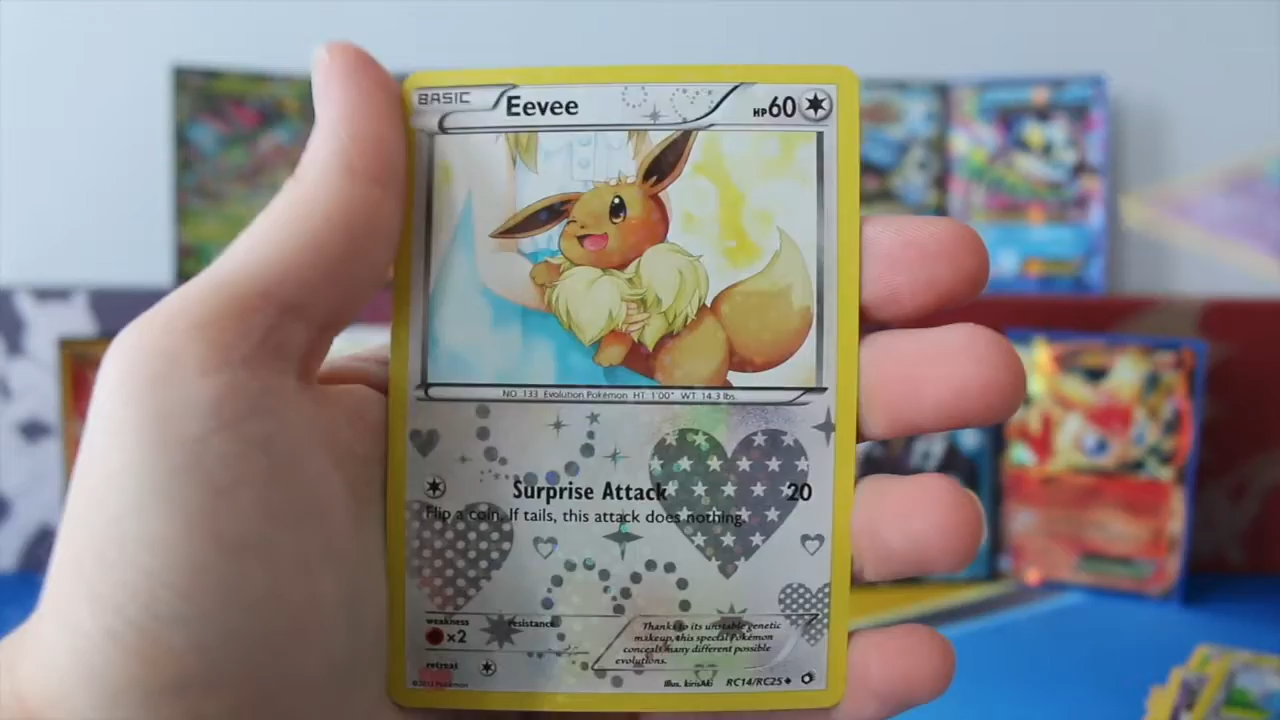 BASIC
Eevee
HP60
NO. 133 Evolution Pokémon HT: 1'00" WT: 14.3 lbs.
Surprise Attack 20
Flip a coin. If tails, this attack does nothing.
weakness
resistance
×2
retreat
Thanks to its unstable genetic
makeup, this special Pokémon
conceals many different possible
evolutions.
Illus. kirisAki
RC14/RC25